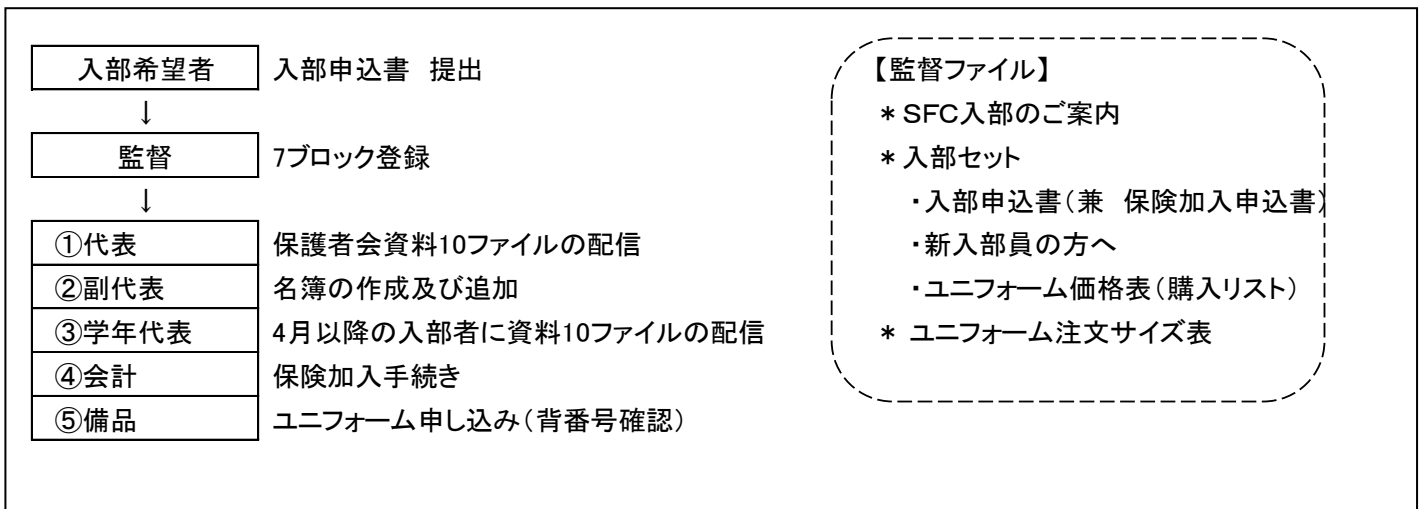 入部希望者 入部申込書 提出
↓
監督 7ブロック登録
↓
①代表 保護者会資料10ファイルの配信
②副代表 名簿の作成及び追加
③学年代表 4月以降の入部者に資料10ファイルの配信
④会計 保険加入手続き
⑤備品 ユニフォーム申し込み(背番号確認)
【監督ファイル】
* SFC入部のご案内
* 入部セット
・入部申込書(兼 保険加入申込書)
・新入部員の方へ
・ユニフォーム価格表(購入リスト)
* ユニフォーム注文サイズ表